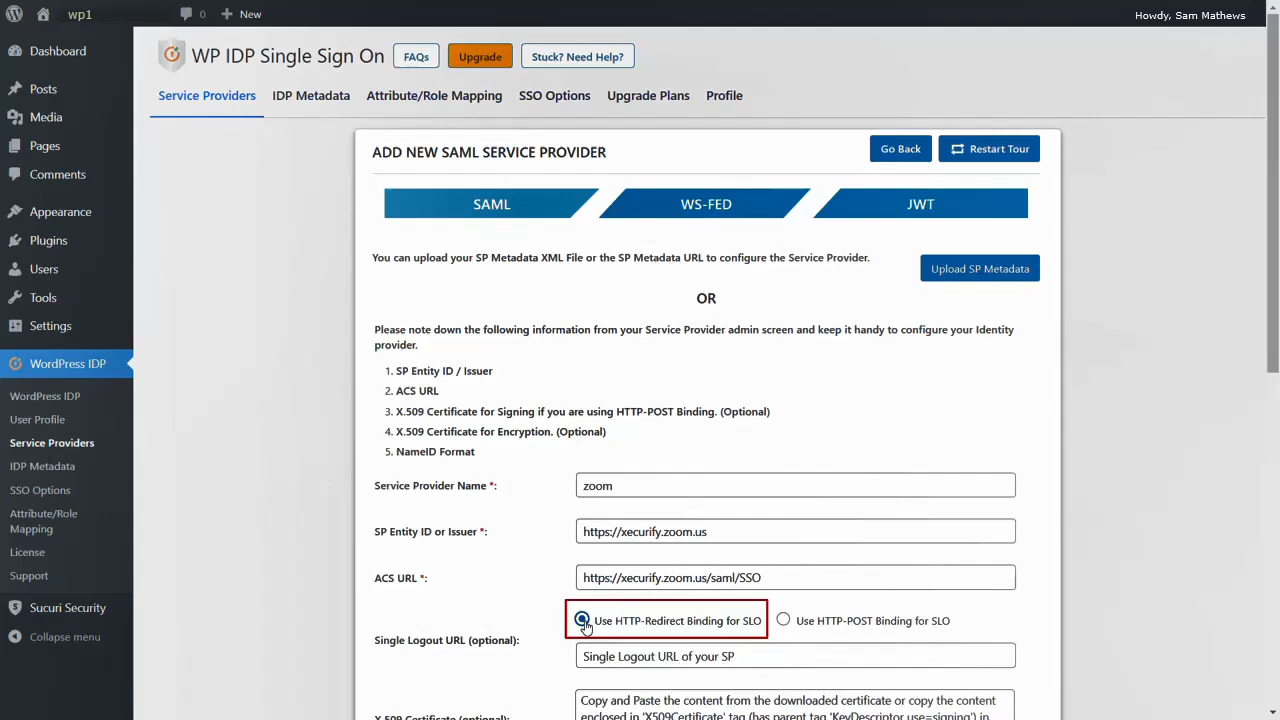 wp1
0
New
Howdy, Sam Mathews
Dashboard
Posts
Media
Pages
Comments
Appearance
Plugins
Users
Tools
Settings
WordPress IDP
WordPress IDP
User Profile
Service Providers
IDP Metadata
SSO Options
Attribute/Role
Mapping
License
Support
Sucuri Security
Collapse menu
WP IDP Single Sign On
FAQs
Upgrade
Stuck? Need Help?
Service Providers
IDP Metadata
Attribute/Role Mapping
SSO Options
Upgrade Plans
Profile
ADD NEW SAML SERVICE PROVIDER
Go Back
Restart Tour
SAML
WS-FED
JWT
You can upload your SP Metadata XML File or the SP Metadata URL to configure the Service Provider.
Upload SP Metadata
OR
Please note down the following information from your Service Provider admin screen and keep it handy to configure your Identity
provider.
1. SP Entity ID / Issuer
2. ACS URL
3. X.509 Certificate for Signing if you are using HTTP-POST Binding. (Optional)
4. X.509 Certificate for Encryption. (Optional)
5. NameID Format
Service Provider Name *:
zoom
SP Entity ID or Issuer *:
https://xecurify.zoom.us
ACS URL *:
https://xecurify.zoom.us/saml/SSO
Use HTTP-Redirect Binding for SLO
Use HTTP-POST Binding for SLO
Single Logout URL (optional):
Single Logout URL of your SP
X.509 Certificate (optional):
Copy and Paste the content from the downloaded certificate or copy the content
enclosed in 'X509Certificate' tag (has parent tag 'KeyDescriptor use=signing') in